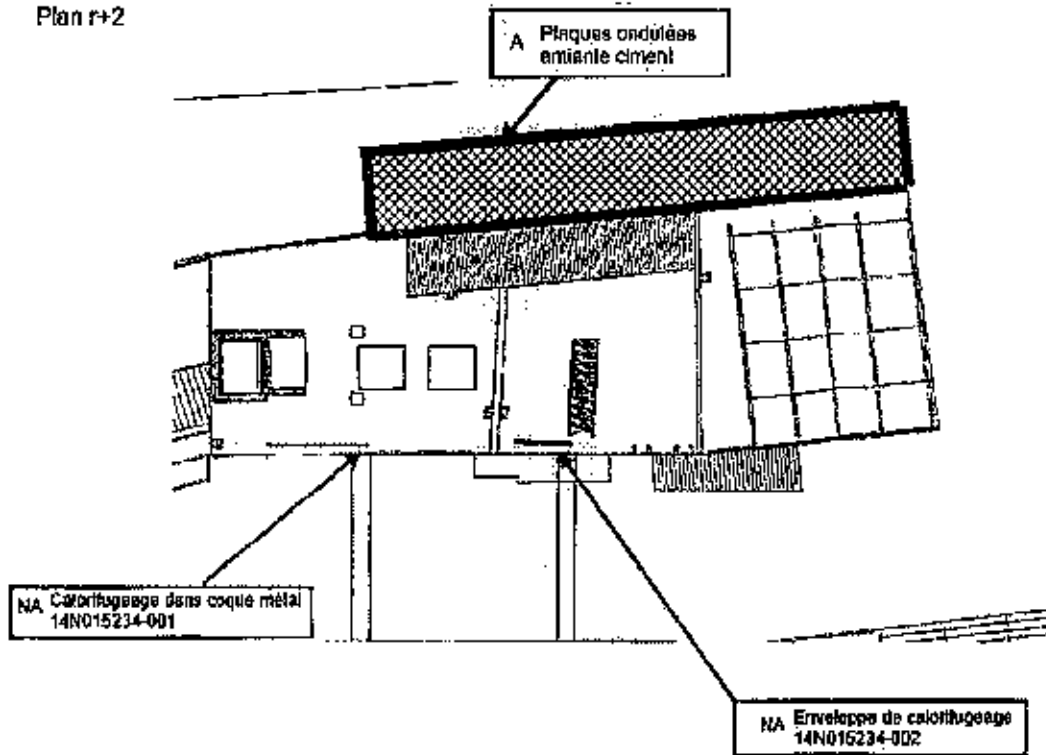 Plan r+2
A Plaques ondulées
amiante ciment
NA Calorifugeage dans coque métal
14N015234-001
NA Enveloppe de calorifugeage
14N015234-002